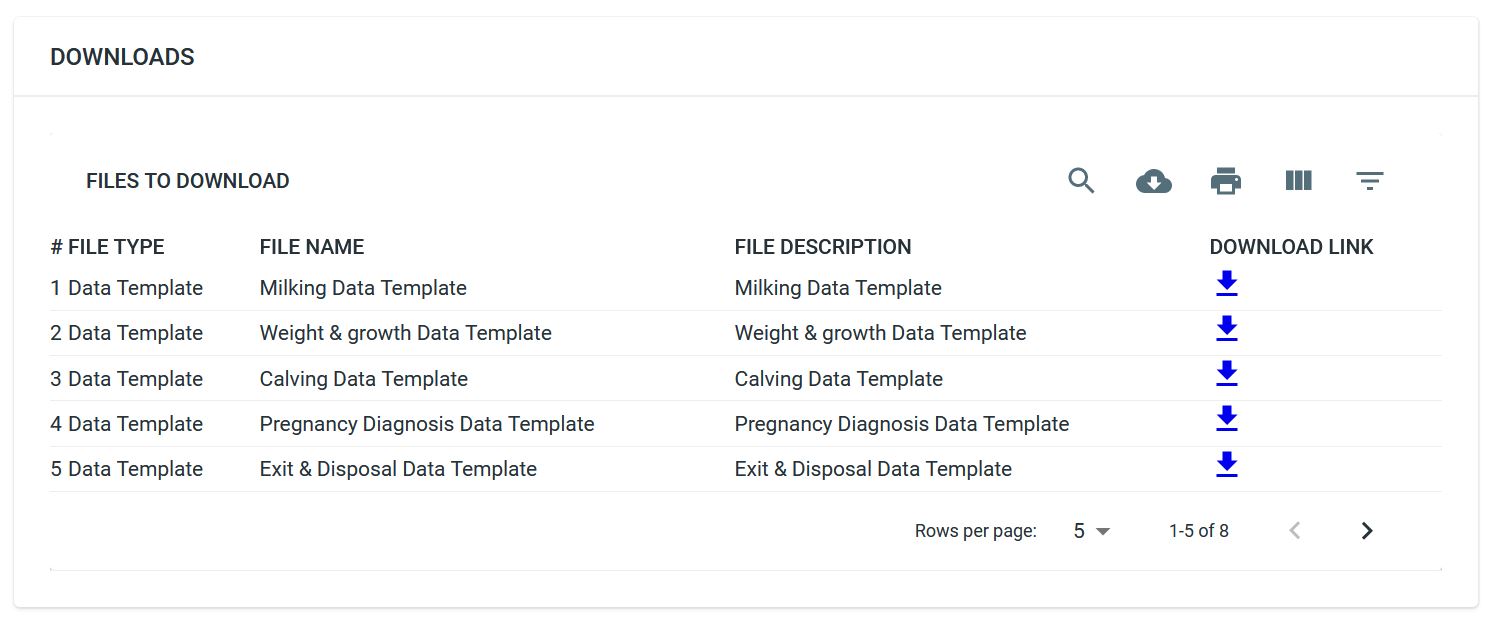 DOWNLOADS
FILES TO DOWNLOAD
# FILE TYPE FILE NAME FILE DESCRIPTION DOWNLOAD LINK
1 Data Template Milking Data Template Milking Data Template
2 Data Template Weight & growth Data Template Weight & growth Data Template
3 Data Template Calving Data Template Calving Data Template
4 Data Template Pregnancy Diagnosis Data Template Pregnancy Diagnosis Data Template
5 Data Template Exit & Disposal Data Template Exit & Disposal Data Template
Rows per page: 5 1-5 of 8